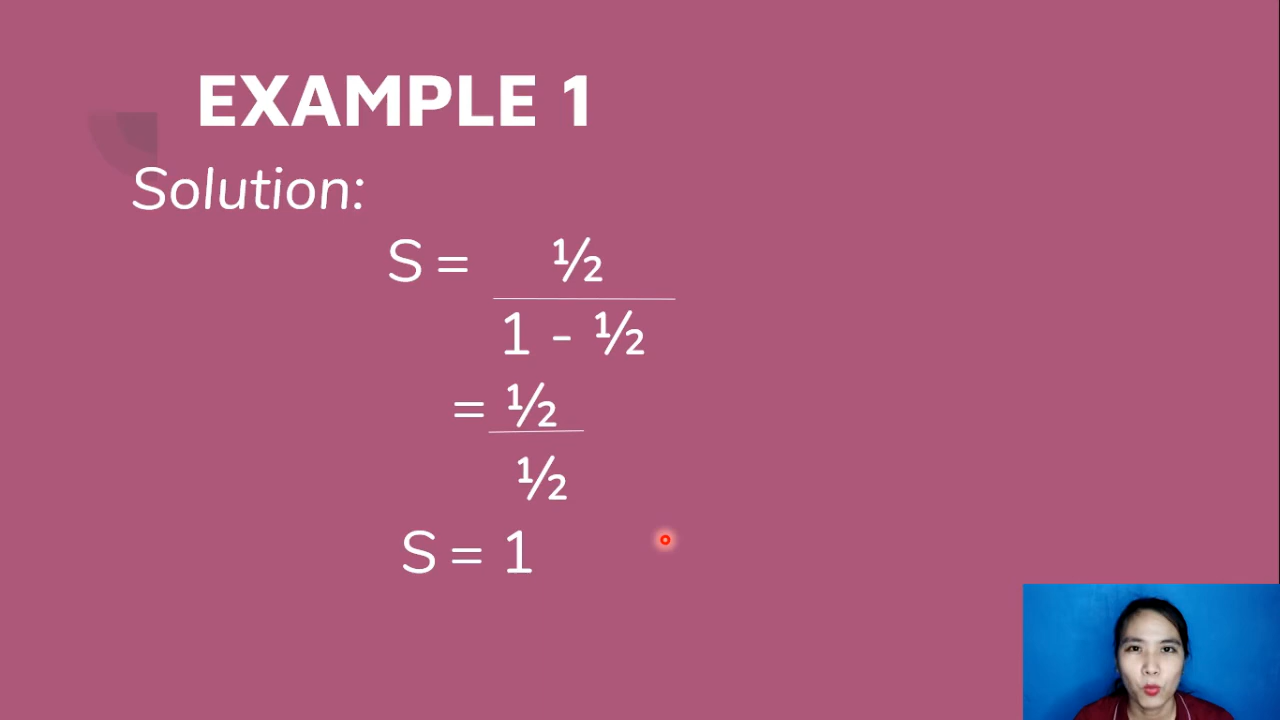 EXAMPLE 1
Solution:
S = ½
1 - ½
= ½
½
S = 1